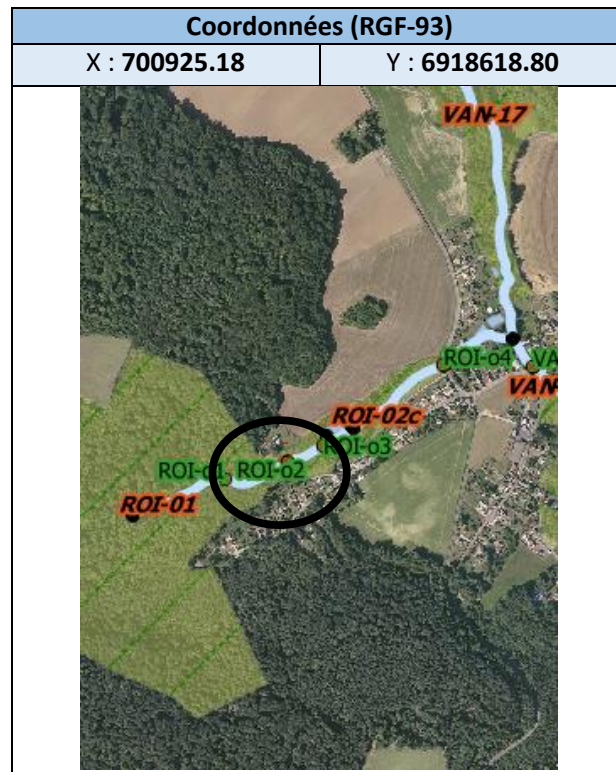 Coordonnées (RGF-93)
X : 700925.18 Y : 6918618.80
VAN-17
ROI-o4 VA
VAN-
ROI-02c
ROI-o3
ROI-o1 ROI-o2
ROI-01